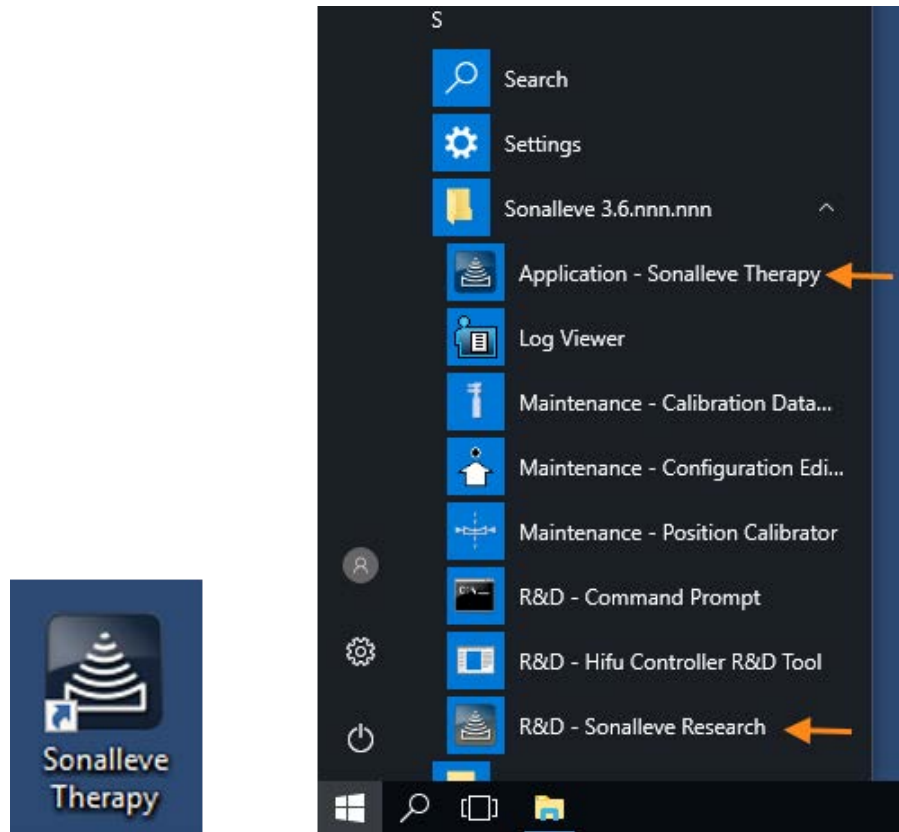 Sonalleve
Therapy
S
Search
Settings
Sonalleve 3.6.nnn.nnn
Application - Sonalleve Therapy
Log Viewer
Maintenance - Calibration Data...
Maintenance - Configuration Edi...
Maintenance - Position Calibrator
R&D - Command Prompt
R&D - Hifu Controller R&D Tool
R&D - Sonalleve Research